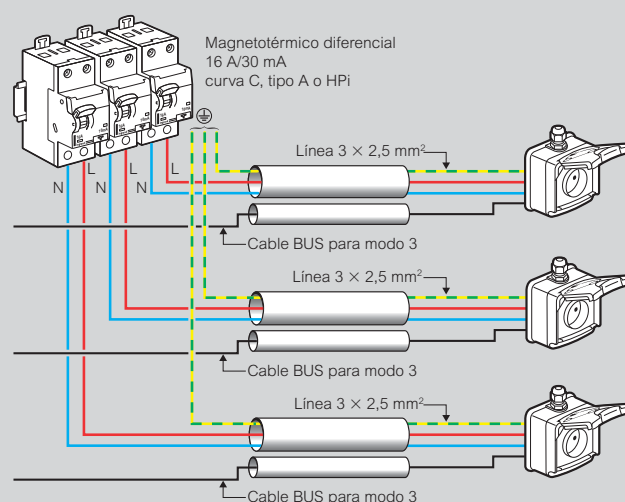 Magnetotérmico diferencial
16 A/30 mA
curva C, tipo A o HPi
N L N L N L
Línea 3 × 2,5 mm²
Cable BUS para modo 3
Línea 3 × 2,5 mm²
Cable BUS para modo 3
Línea 3 × 2,5 mm²
Cable BUS para modo 3